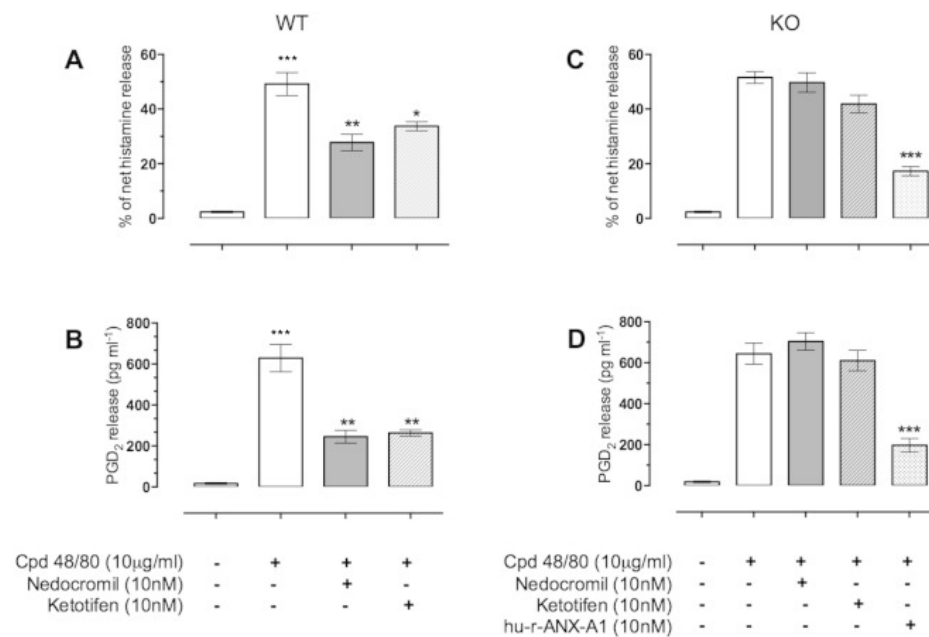 WT
KO
A
% of net histamine release
60
40
20
0
***
**
*
C
% of net histamine release
60
40
20
0
***
B
PGD2 release (pg ml-1)
800
600
400
200
0
***
**
**
D
PGD2 release (pg ml-1)
800
600
400
200
0
***
Cpd 48/80 (10μg/ml) - + + +
Nedocromil (10nM) - - + -
Ketotifen (10nM) - - - +
Cpd 48/80 (10μg/ml) - + + + +
Nedocromil (10nM) - - + - -
Ketotifen (10nM) - - - + -
hu-r-ANX-A1 - - - - +